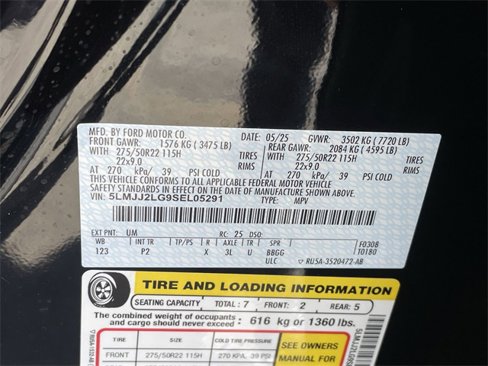 MFD. BY FORD MOTOR CO. 05/25 GVWR: 3502 KG ( 7720 LB)
FRONT GAWR: 1576 KG ( 3475 LB) REAR GAWR: 2084 KG ( 4595 LB)
WITH 275/50R22 115H TIRES WITH 275/50R22 115H TIRES
22x9.0 RIMS 22x9.0 RIMS
AT 270 kPa/ 39 PSI COLD AT 270 kPa/ 39 PSI COLD
THIS VEHICLE CONFORMS TO ALL APPLICABLE FEDERAL MOTOR VEHICLE
SAFETY STANDARDS IN EFFECT ON THE DATE OF MANUFACTURE SHOWN ABOVE.
VIN: 5LMJJ2LG9SEL05291 TYPE: MPV
EXT PNT: UM RC: 25 DSO:
WB INT TR TP/PS R AXLE TR SPR F0308
123 P2 X 3L U BBGG T0180
ULC RU5A-3520472-AB
TIRE AND LOADING INFORMATION
SEATING CAPACITY TOTAL: 7 FRONT: 2 REAR: 5
The combined weight of occupants
and cargo should never exceed: 616 kg or 1360 lbs.
TIRE SIZE COLD TIRE PRESSURE SEE OWNERS
FRONT 275/50R22 115H 270 KPA, 39 PSI MANUAL FOR